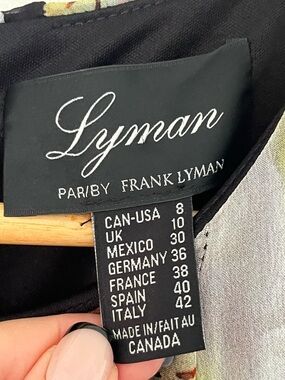 Lyman
PAR/BY FRANK LYMAN
CAN-USA 8
UK 10
MEXICO 30
GERMANY 36
FRANCE 38
SPAIN 40
ITALY 42
MADE IN/FAIT AU
CANADA